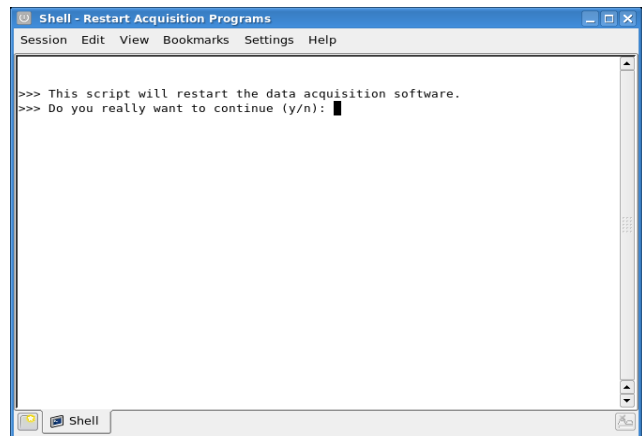 Shell - Restart Acquisition Programs
Session Edit View Bookmarks Settings Help
>>> This script will restart the data acquisition software.
>>> Do you really want to continue (y/n):
Shell